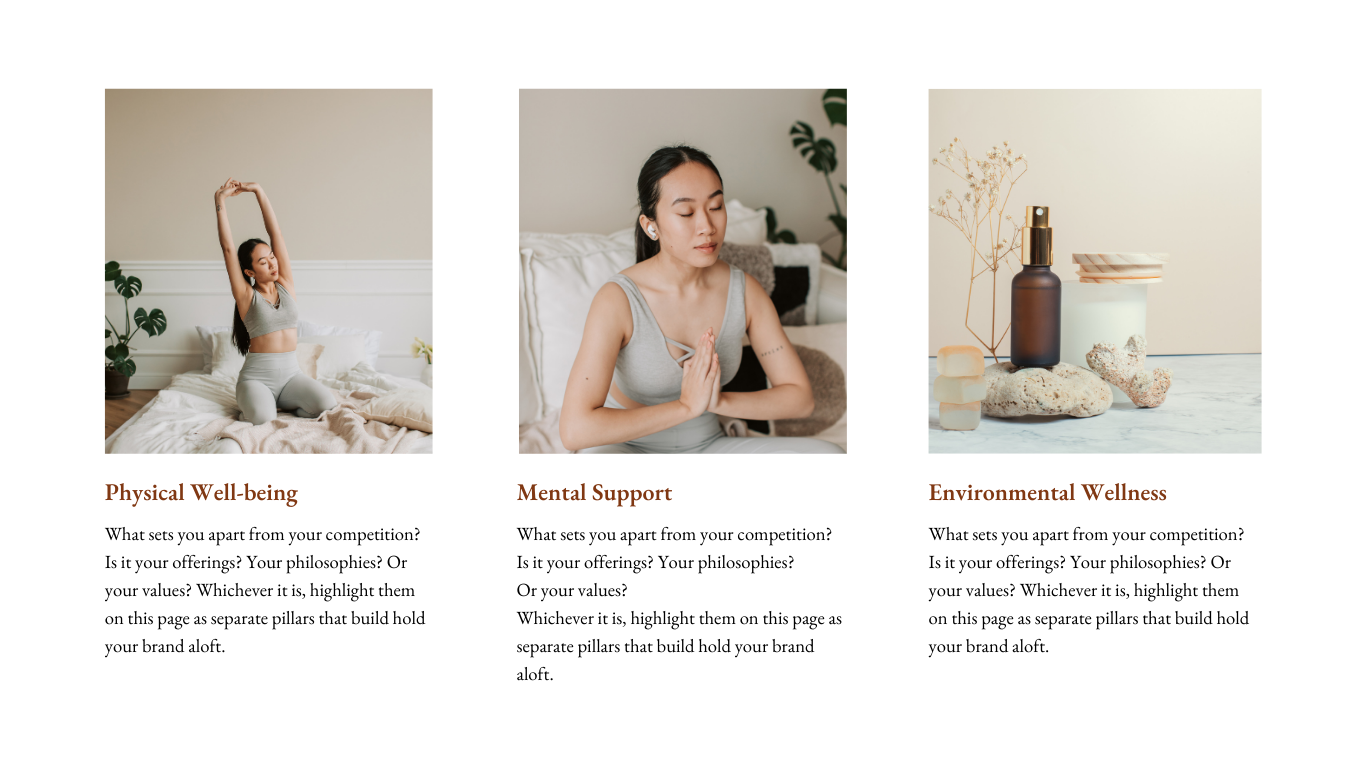 Physical Well-being
What sets you apart from your competition?
Is it your offerings? Your philosophies? Or
your values? Whichever it is, highlight them
on this page as separate pillars that build hold
your brand aloft.
Mental Support
What sets you apart from your competition?
Is it your offerings? Your philosophies?
Or your values?
Whichever it is, highlight them on this page as
separate pillars that build hold your brand
aloft.
Environmental Wellness
What sets you apart from your competition?
Is it your offerings? Your philosophies? Or
your values? Whichever it is, highlight them
on this page as separate pillars that build hold
your brand aloft.